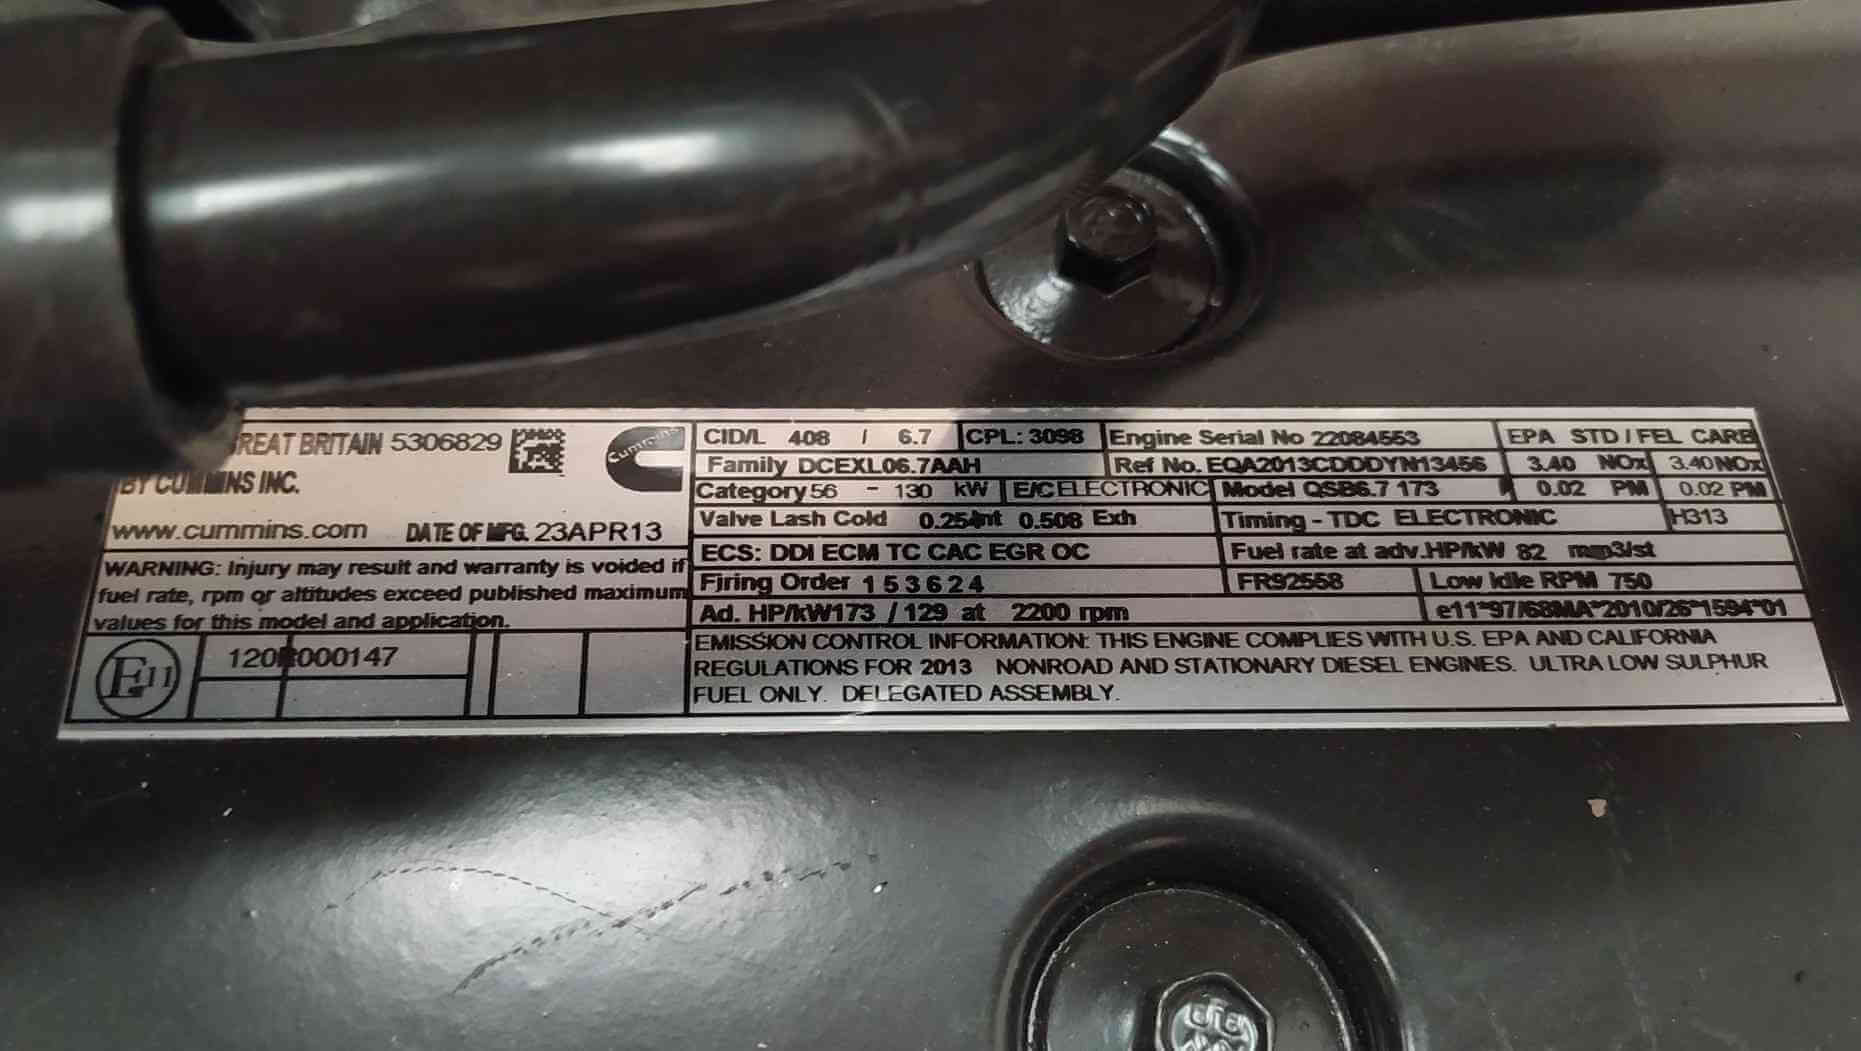 REAT BRITAIN 5306829
BY CUMMINS INC.
www.cummins.com DATE OF MFG. 23APR13
WARNING: Injury may result and warranty is voided if
fuel rate, rpm or altitudes exceed published maximum
values for this model and application.
E11 120R000147
Cummins
CID/L 408 / 6.7 CPL: 3098 Engine Serial No 22084553 EPA STD / FEL CARB
Family DCEXL06.7AAH Ref No. EQA2013CDDDYN13456 3.40 NOx 3.40 NOx
Category 56 - 130 kW E/C ELECTRONIC Model QSB6.7 173 0.02 PM 0.02 PM
Valve Lash Cold 0.254 Int 0.508 Exh Timing - TDC ELECTRONIC H313
ECS: DDI ECM TC CAC EGR OC Fuel rate at adv.HP/kW 82 mm3/st
Firing Order 1 5 3 6 2 4 FR92558 Low Idle RPM 750
Ad. HP/kW173 / 129 at 2200 rpm e11*97/68MA*2010/26*1594*01
EMISSION CONTROL INFORMATION: THIS ENGINE COMPLIES WITH U.S. EPA AND CALIFORNIA
REGULATIONS FOR 2013 NONROAD AND STATIONARY DIESEL ENGINES. ULTRA LOW SULPHUR
FUEL ONLY. DELEGATED ASSEMBLY.